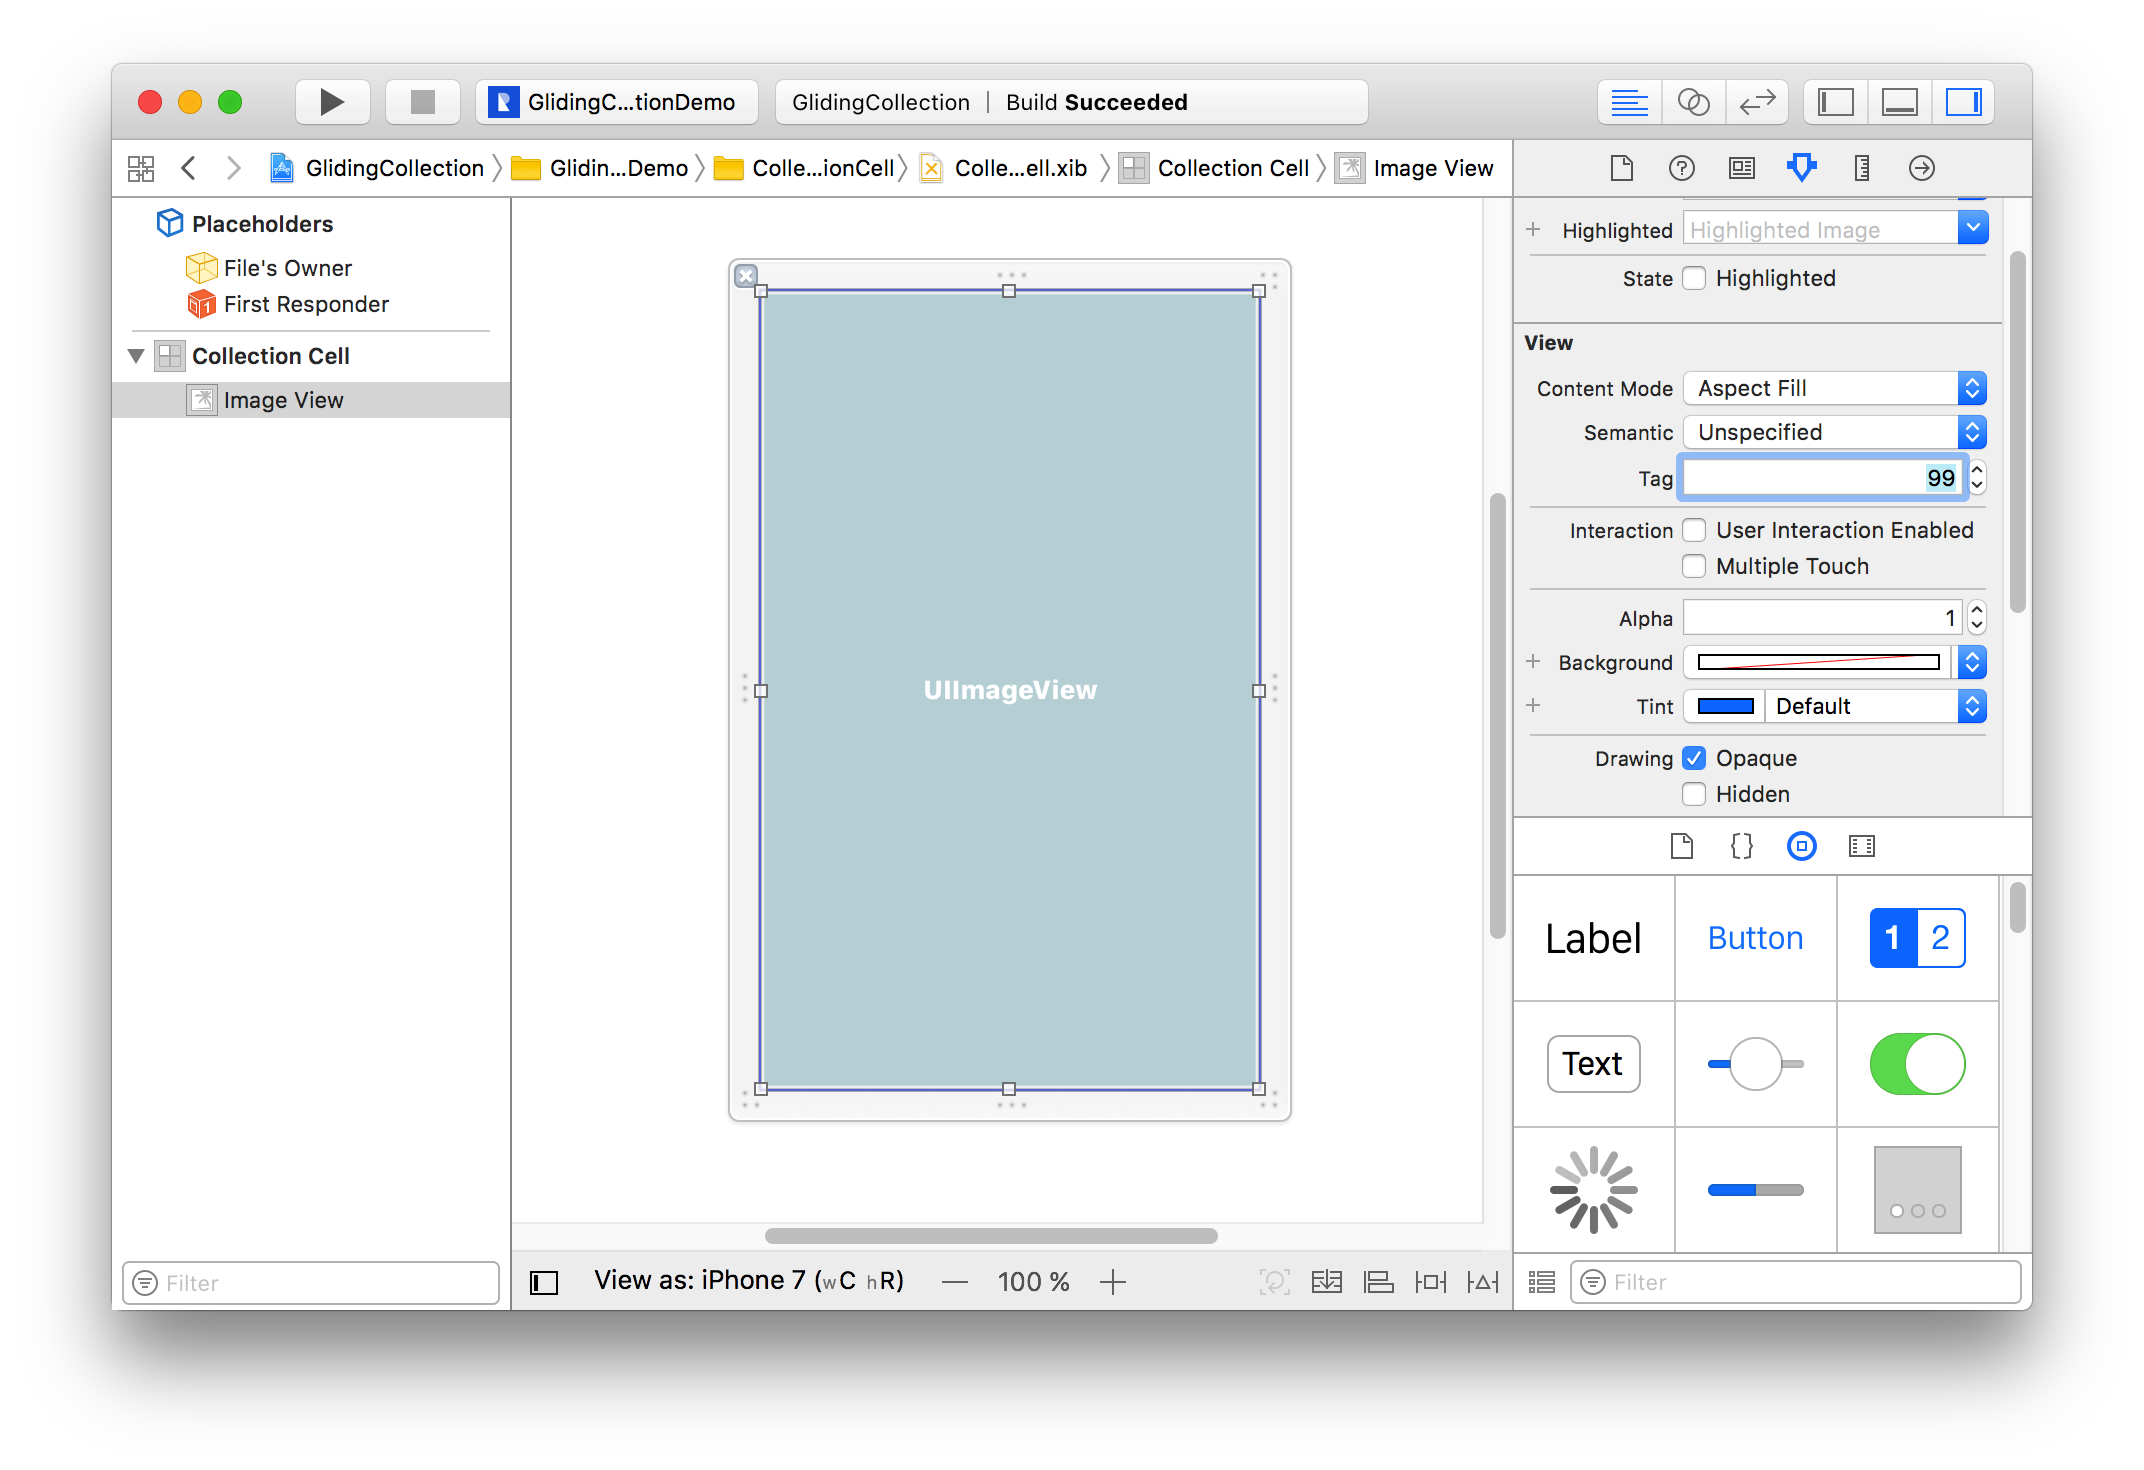 GlidingC...tionDemo
GlidingCollection | Build Succeeded
GlidingCollection
Glidin...Demo
Colle...ionCell
Colle...ell.xib
Collection Cell
Image View
Placeholders
File's Owner
First Responder
Collection Cell
Image View
Filter
UIImageView
View as: iPhone 7 (wC hR)
100 %
Highlighted Highlighted Image
State Highlighted
View
Content Mode Aspect Fill
Semantic Unspecified
Tag 99
Interaction User Interaction Enabled
Multiple Touch
Alpha 1
Background
Tint Default
Drawing Opaque
Hidden
Label Button 1 2
Text
Filter